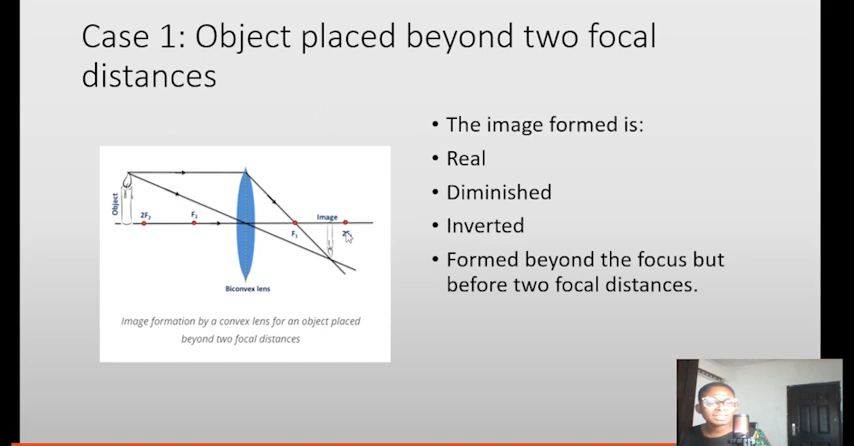 Case 1: Object placed beyond two focal
distances
Object
2F₂
F₂
F₁
Image
Biconvex lens
Image formation by a convex lens for an object placed
beyond two focal distances
• The image formed is:
• Real
• Diminished
• Inverted
• Formed beyond the focus but
before two focal distances.